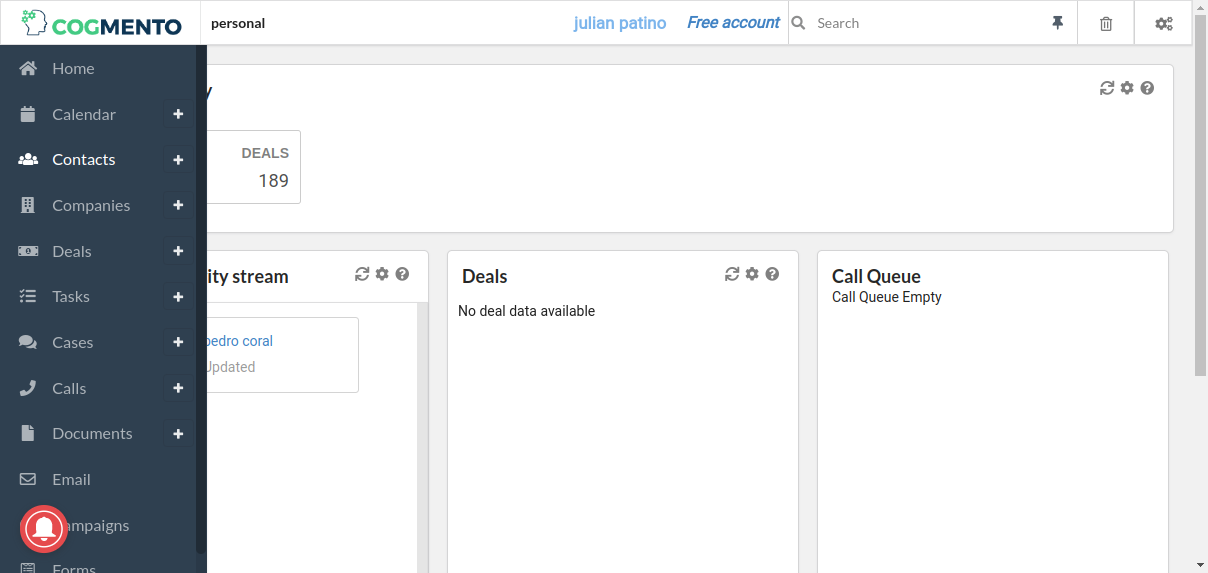 COGMENTO
personal
julian patino
Free account
Search
Home
Calendar
Contacts
Companies
Deals
Tasks
Cases
Calls
Documents
Email
ampaigns
Forms
y
DEALS
189
ity stream
pedro coral
Updated
Deals
No deal data available
Call Queue
Call Queue Empty